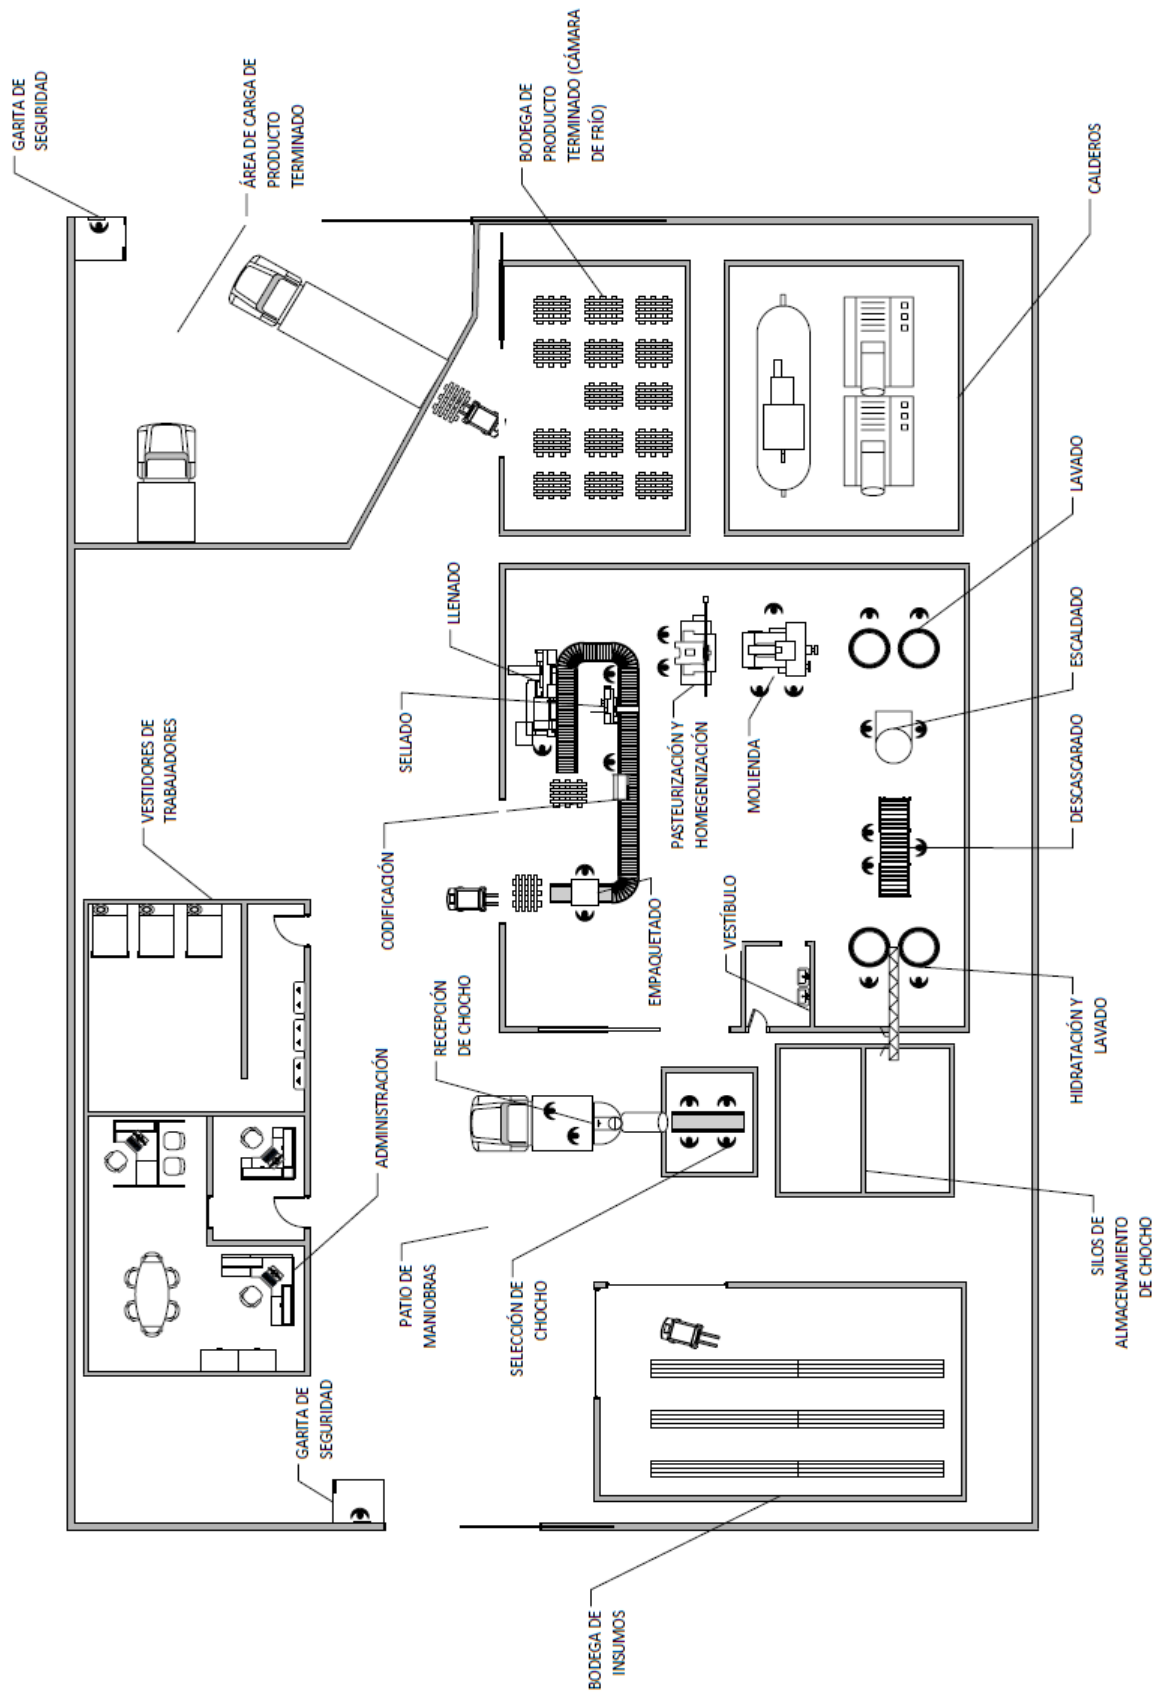 GARITA DE
SEGURIDAD
VESTIDORES DE
TRABAJADORES
ÁREA DE CARGA DE
PRODUCTO
TERMINADO
GARITA DE
SEGURIDAD
ADMINISTRACIÓN
PATIO DE
MANIOBRAS
CODIFICACIÓN
SELLADO
LLENADO
RECEPCIÓN
DE CHOCHO
SELECCIÓN DE
CHOCHO
BODEGA DE
PRODUCTO
TERMINADO (CÁMARA
DE FRÍO)
BODEGA DE
INSUMOS
EMPAQUETADO
PASTEURIZACIÓN Y
HOMEGENIZACIÓN
VESTÍBULO
MOLIENDA
SILOS DE
ALMACENAMIENTO
DE CHOCHO
HIDRATACIÓN Y
LAVADO
DESCASCARADO
ESCALDADO
LAVADO
CALDEROS